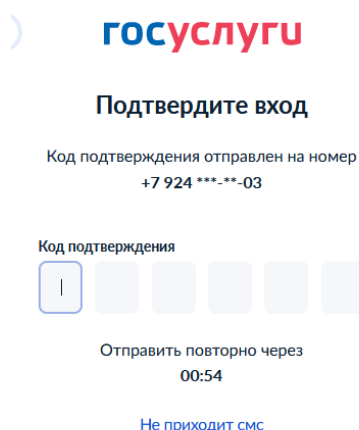 госуслуги
Подтвердите вход
Код подтверждения отправлен на номер
+7 924 ***-**-03
Код подтверждения
Отправить повторно через
00:54
Не приходит смс